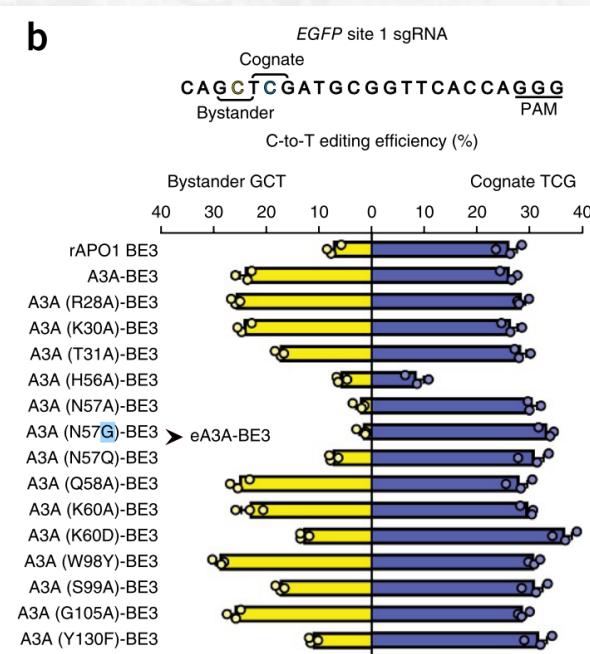 b
EGFP site 1 sgRNA
Cognate
CAGCTCGATGCGGTTCACCAGGG
Bystander
PAM
C-to-T editing efficiency (%)
Bystander GCT
Cognate TCG
40 30 20 10 0 10 20 30 40
rAPO1 BE3
A3A-BE3
A3A (R28A)-BE3
A3A (K30A)-BE3
A3A (T31A)-BE3
A3A (H56A)-BE3
A3A (N57A)-BE3
A3A (N57G)-BE3 ➤ eA3A-BE3
A3A (N57Q)-BE3
A3A (Q58A)-BE3
A3A (K60A)-BE3
A3A (K60D)-BE3
A3A (W98Y)-BE3
A3A (S99A)-BE3
A3A (G105A)-BE3
A3A (Y130F)-BE3